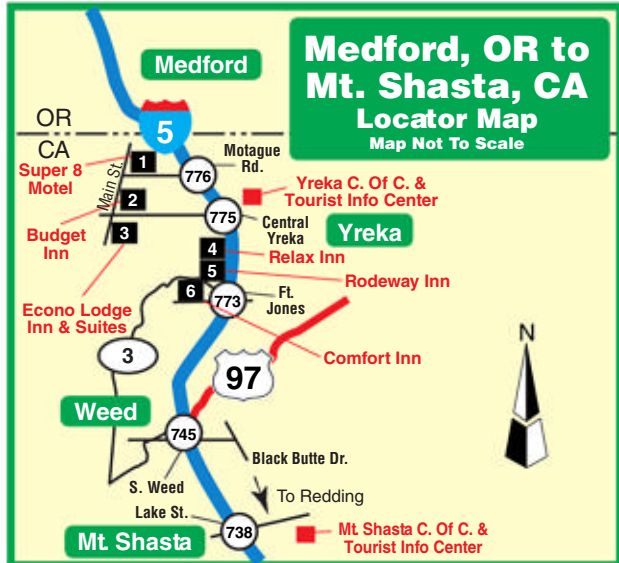 Medford
Medford, OR to
Mt. Shasta, CA
Locator Map
Map Not To Scale
OR
CA
5
Super 8
Motel
1
Main St.
Motague
Rd.
776
2
Yreka C. Of C. &
Tourist Info Center
775
Central
Yreka
Yreka
Budget
Inn
3
4
Relax Inn
5
Rodeway Inn
6
773
Ft.
Jones
Econo Lodge
Inn & Suites
3
Comfort Inn
97
N
Weed
745
Black Butte Dr.
S. Weed
To Redding
Lake St.
738
Mt. Shasta
Mt. Shasta C. Of C. &
Tourist Info Center